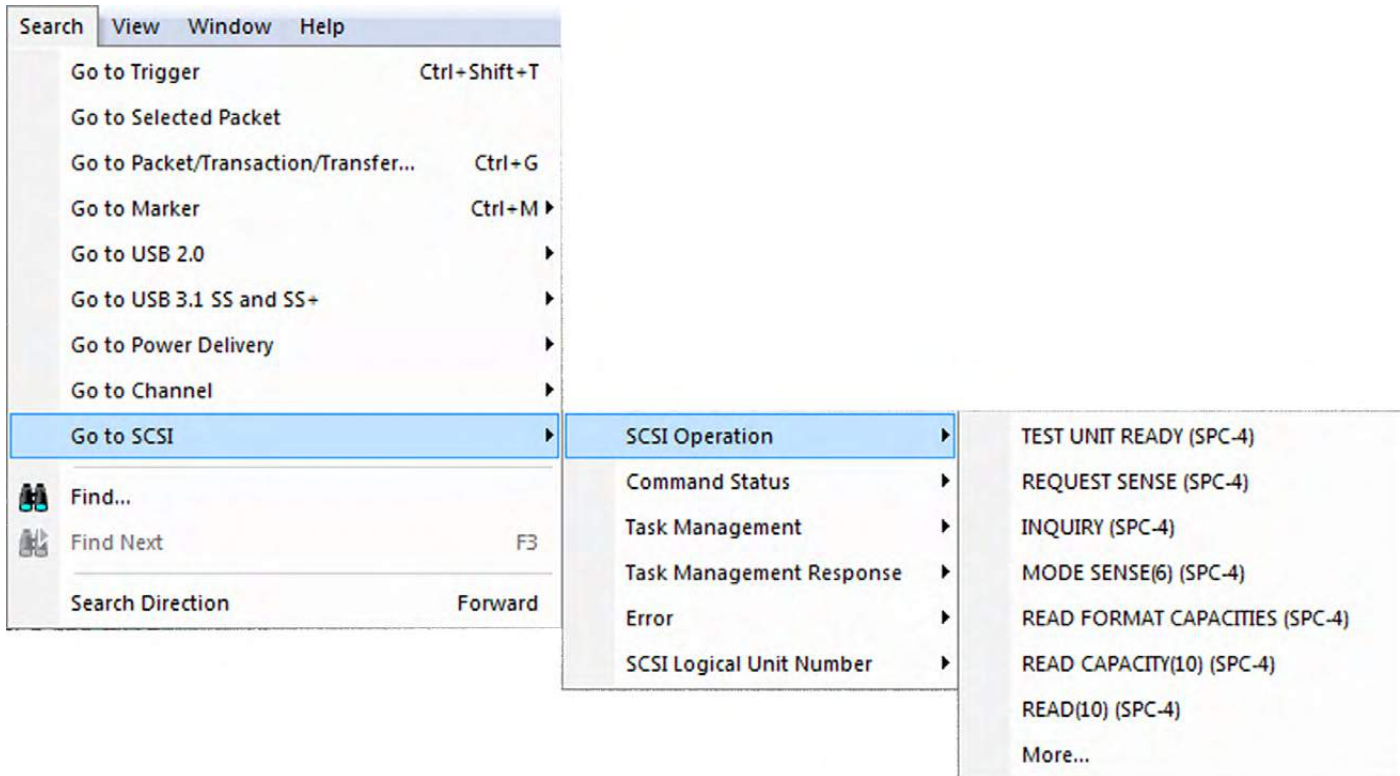 Search View Window Help
Go to Trigger Ctrl+Shift+T
Go to Selected Packet
Go to Packet/Transaction/Transfer... Ctrl+G
Go to Marker Ctrl+M
Go to USB 2.0
Go to USB 3.1 SS and SS+
Go to Power Delivery
Go to Channel
Go to SCSI
Find...
Find Next F3
Search Direction Forward
SCSI Operation
Command Status
Task Management
Task Management Response
Error
SCSI Logical Unit Number
TEST UNIT READY (SPC-4)
REQUEST SENSE (SPC-4)
INQUIRY (SPC-4)
MODE SENSE(6) (SPC-4)
READ FORMAT CAPACITIES (SPC-4)
READ CAPACITY(10) (SPC-4)
READ(10) (SPC-4)
More...